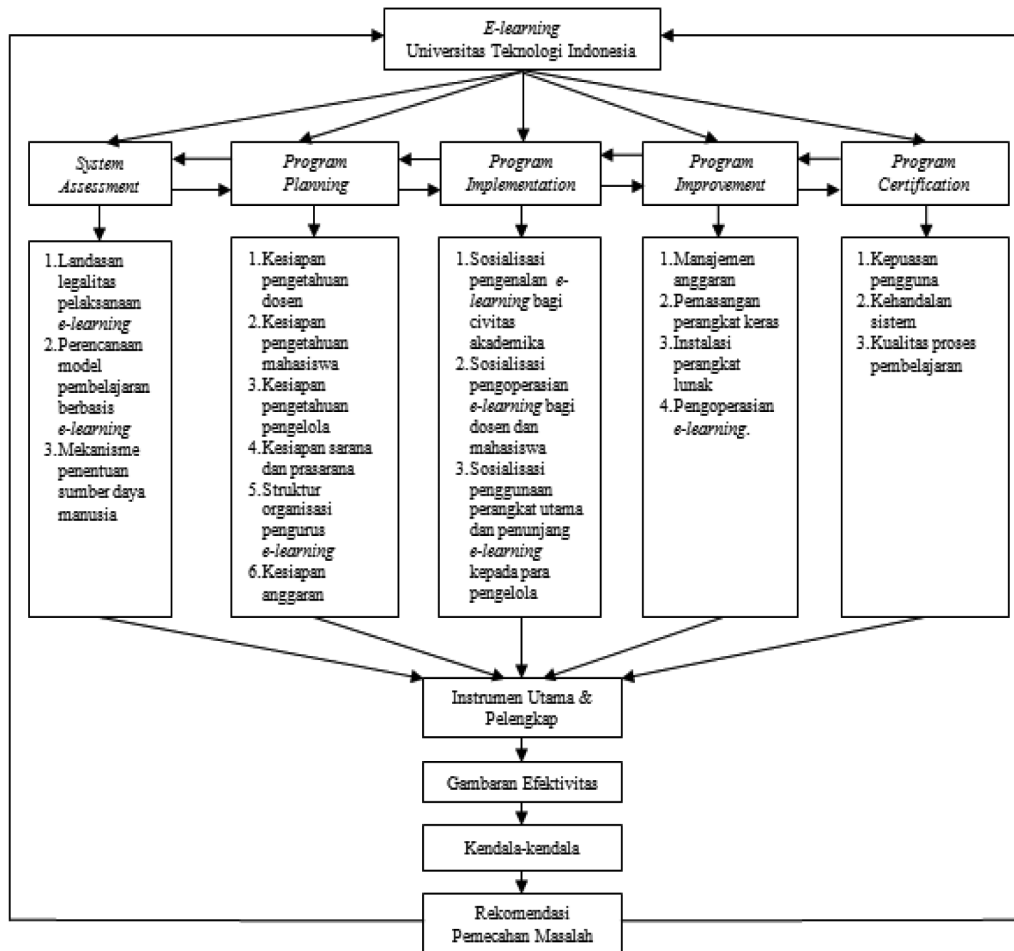 E-learning
Universitas Teknologi Indonesia
System
Assessment
Program
Planning
Program
Implementation
Program
Improvement
Program
Certification
1.Landasan
legalitas
pelaksanaan
e-learning
2.Perencanaan
model
pembelajaran
berbasis
e-learning
3.Mekanisme
penentuan
sumber daya
manusia
1.Kesiapan
pengetahuan
dosen
2.Kesiapan
pengetahuan
mahasiswa
3.Kesiapan
pengetahuan
pengelola
4.Kesiapan sarana
dan prasarana
5.Struktur
organisasi
pengurus
e-learning
6.Kesiapan
anggaran
1.Sosialisasi
pengenalan e-
learning bagi
civitas
akademika
2.Sosialisasi
pengoperasian
e-learning bagi
dosen dan
mahasiswa
3.Sosialisasi
penggunaan
perangkat utama
dan penunjang
e-learning
kepada para
pengelola
1.Manajemen
anggaran
2.Pemasangan
perangkat keras
3.Instalasi
perangkat
lunak
4.Pengoperasian
e-learning.
1.Kepuasan
pengguna
2.Kehandalan
sistem
3.Kualitas proses
pembelajaran
Instrumen Utama &
Pelengkap
Gambaran Efektivitas
Kendala-kendala
Rekomendasi
Pemecahan Masalah